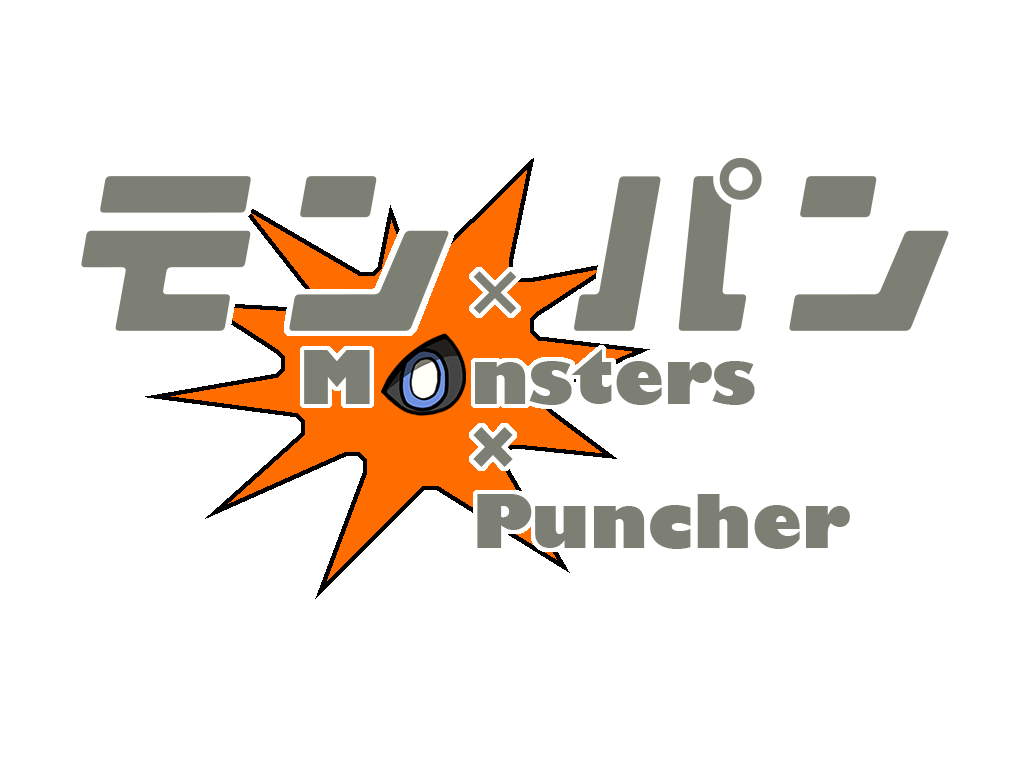 モン×パン
Monsters
×
Puncher